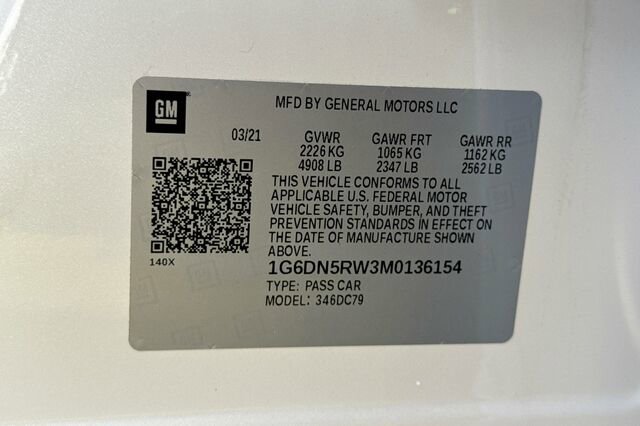 GM
MFD BY GENERAL MOTORS LLC
03/21 GVWR GAWR FRT GAWR RR
2226 KG 1065 KG 1162 KG
4908 LB 2347 LB 2562 LB
THIS VEHICLE CONFORMS TO ALL
APPLICABLE U.S. FEDERAL MOTOR
VEHICLE SAFETY, BUMPER, AND THEFT
PREVENTION STANDARDS IN EFFECT ON
THE DATE OF MANUFACTURE SHOWN
ABOVE.
140X
1G6DN5RW3M0136154
TYPE: PASS CAR
MODEL: 346DC79